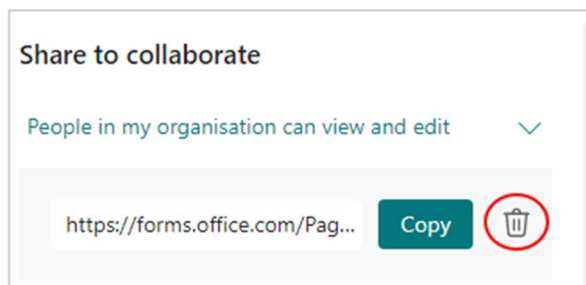 Share to collaborate
People in my organisation can view and edit
https://forms.office.com/Pag... Copy